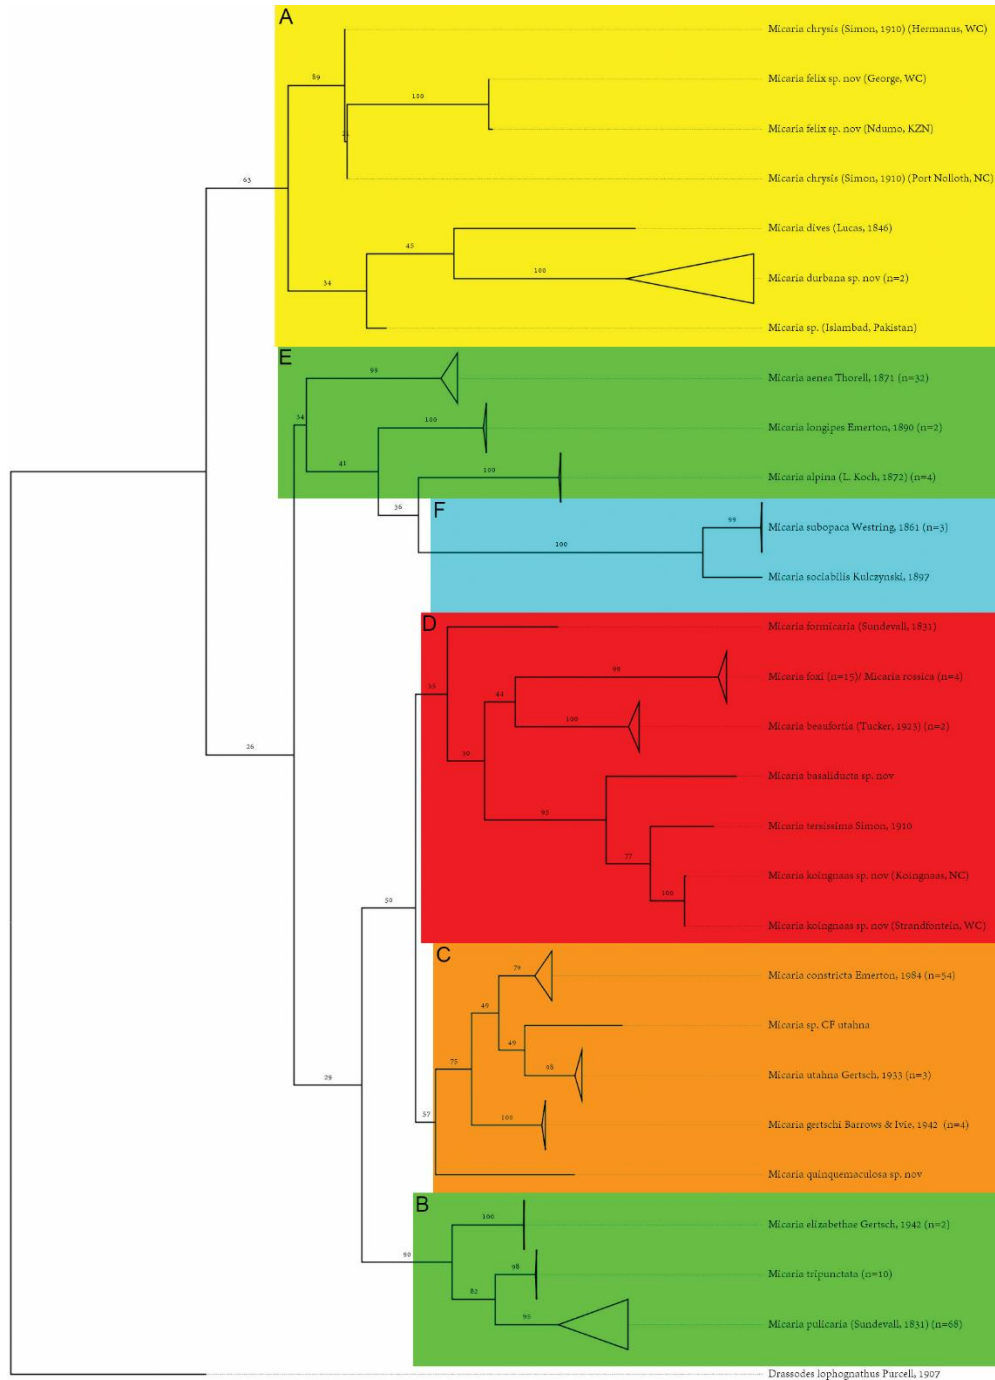 A
Micaria chrysis (Simon, 1910) (Hermanus, WC)
89
Micaria felix sp. nov (George, WC)
100
Micaria felix sp. nov (Ndumo, KZN)
Micaria chrysis (Simon, 1910) (Port Nolloth, NC)
63
Micaria dives (Lucas, 1846)
45
100
Micaria durbana sp. nov (n=2)
34
Micaria sp. (Islambad, Pakistan)
E
99
Micaria aenea Thorell, 1871 (n=32)
34
100
Micaria longipes Emerton, 1890 (n=2)
41
100
Micaria alpina (L. Koch, 1872) (n=4)
36
F
99
Micaria subopaca Westring, 1861 (n=3)
100
Micaria sociabilis Kulczynski, 1897
D
Micaria formicaria (Sundevall, 1831)
99
Micaria foxi (n=15)/ Micaria rossica (n=4)
100
Micaria beaufortia (Tucker, 1923) (n=2)
26
Micaria basaliducta sp. nov
95
Micaria tersissima Simon, 1910
77
Micaria koingnaas sp. nov (Koingnaas, NC)
100
50
Micaria koingnaas sp. nov (Strandfontein, WC)
C
79
Micaria constricta Emerton, 1984 (n=54)
49
Micaria sp. CF utahna
49
75
98
Micaria utahna Gertsch, 1933 (n=3)
57
100
Micaria gertschi Barrows & Ivie, 1942 (n=4)
Micaria quinquemaculosa sp. nov
B
100
Micaria elizabethae Gertsch, 1942 (n=2)
90
98
Micaria tripunctata (n=10)
82
Micaria pulicaria (Sundevall, 1831) (n=68)
Drassodes lophognathus Purcell, 1907